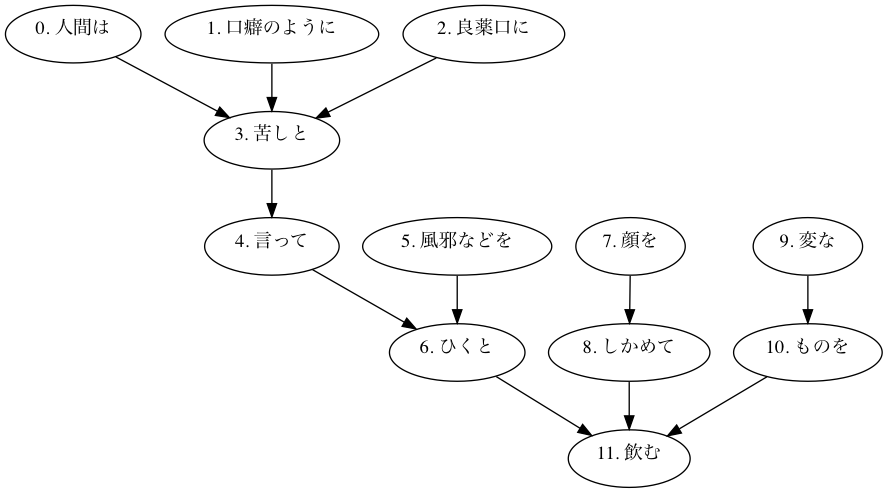 0. 人間は
1. 口癖のように
2. 良薬口に
3. 苦しと
4. 言って
5. 風邪などを
7. 顔を
9. 変な
6. ひくと
8. しかめて
10. ものを
11. 飲む